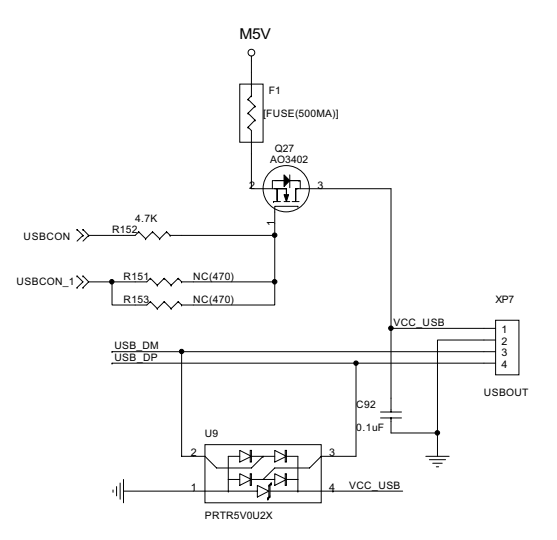 M5V
F1
[FUSE(500MA)]
Q27
AO3402
2
3
1
4.7K
USBCON
R152
USBCON_1
R151
NC(470)
R153
NC(470)
XP7
VCC_USB
1
2
3
4
USB_DM
USB_DP
USBOUT
C92
0.1uF
U9
2
3
1
4
VCC_USB
PRTR5V0U2X